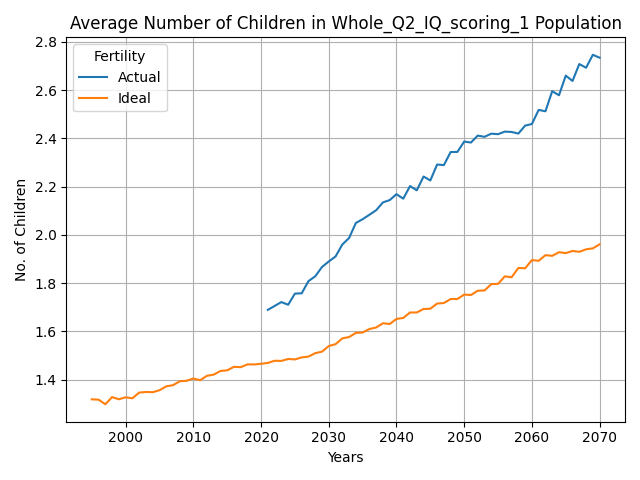 Average Number of Children in Whole_Q2_IQ_scoring_1 Population
Fertility
Actual
Ideal
No. of Children
2.8
2.6
2.4
2.2
2.0
1.8
1.6
1.4
2000 2010 2020 2030 2040 2050 2060 2070
Years